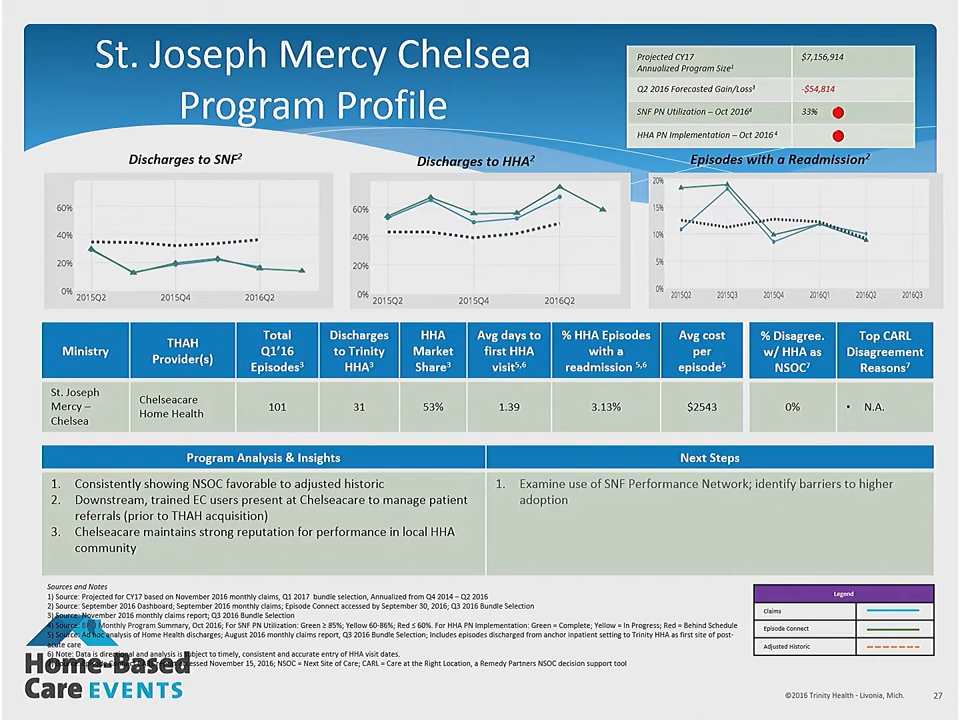 St. Joseph Mercy Chelsea
Program Profile
Projected CY17
Annualized Program Size¹
$7,156,914
Q2 2016 Forecasted Gain/Loss³
-$54,814
SNF PN Utilization – Oct 2016⁴
33%
HHA PN Implementation – Oct 2016⁴
Discharges to SNF²
Discharges to HHA²
Episodes with a Readmission²
60%
40%
20%
0%
2015Q2 2015Q4 2016Q2
60%
40%
20%
0%
2015Q2 2015Q4 2016Q2
20%
15%
10%
5%
0%
2015Q2 2015Q3 2015Q4 2016Q1 2016Q2 2016Q3
Ministry
THAH
Provider(s)
Total
Q1’16
Episodes³
Discharges
to Trinity
HHA³
HHA
Market
Share³
Avg days to
first HHA
visit⁵,⁶
% HHA Episodes
with a
readmission ⁵,⁶
Avg cost
per
episode⁵
% Disagree.
w/ HHA as
NSOC⁷
Top CARL
Disagreement
Reasons⁷
St. Joseph
Mercy –
Chelsea
Chelseacare
Home Health
101
31
53%
1.39
3.13%
$2543
0%
• N.A.
Program Analysis & Insights
Next Steps
1. Consistently showing NSOC favorable to adjusted historic
2. Downstream, trained EC users present at Chelseacare to manage patient
referrals (prior to THAH acquisition)
3. Chelseacare maintains strong reputation for performance in local HHA
community
1. Examine use of SNF Performance Network; identify barriers to higher
adoption
Sources and Notes
1) Source: Projected for CY17 based on November 2016 monthly claims, Q1 2017 bundle selection, Annualized from Q4 2014 – Q2 2016
2) Source: September 2016 Dashboard; September 2016 monthly claims; Episode Connect accessed by September 30, 2016; Q3 2016 Bundle Selection
3) Source: November 2016 monthly claims report; Q3 2016 Bundle Selection
4) Source: Monthly Program Summary, Oct 2016; For SNF PN Utilization: Green ≥ 85%; Yellow 60-86%; Red ≤ 60%. For HHA PN Implementation: Green = Complete; Yellow = In Progress; Red = Behind Schedule
5) Source: Ad hoc analysis of Home Health discharges; August 2016 monthly claims report, Q3 2016 Bundle Selection; Includes episodes discharged from anchor inpatient setting to Trinity HHA as first site of post-
acute care
6) Note: Data is directional and analysis is subject to timely, consistent and accurate entry of HHA visit dates.
accessed November 15, 2016; NSOC = Next Site of Care; CARL = Care at the Right Location, a Remedy Partners NSOC decision support tool
Legend
Claims
Episode Connect
Adjusted Historic
Home-Based
Care EVENTS
©2016 Trinity Health - Livonia, Mich.
27